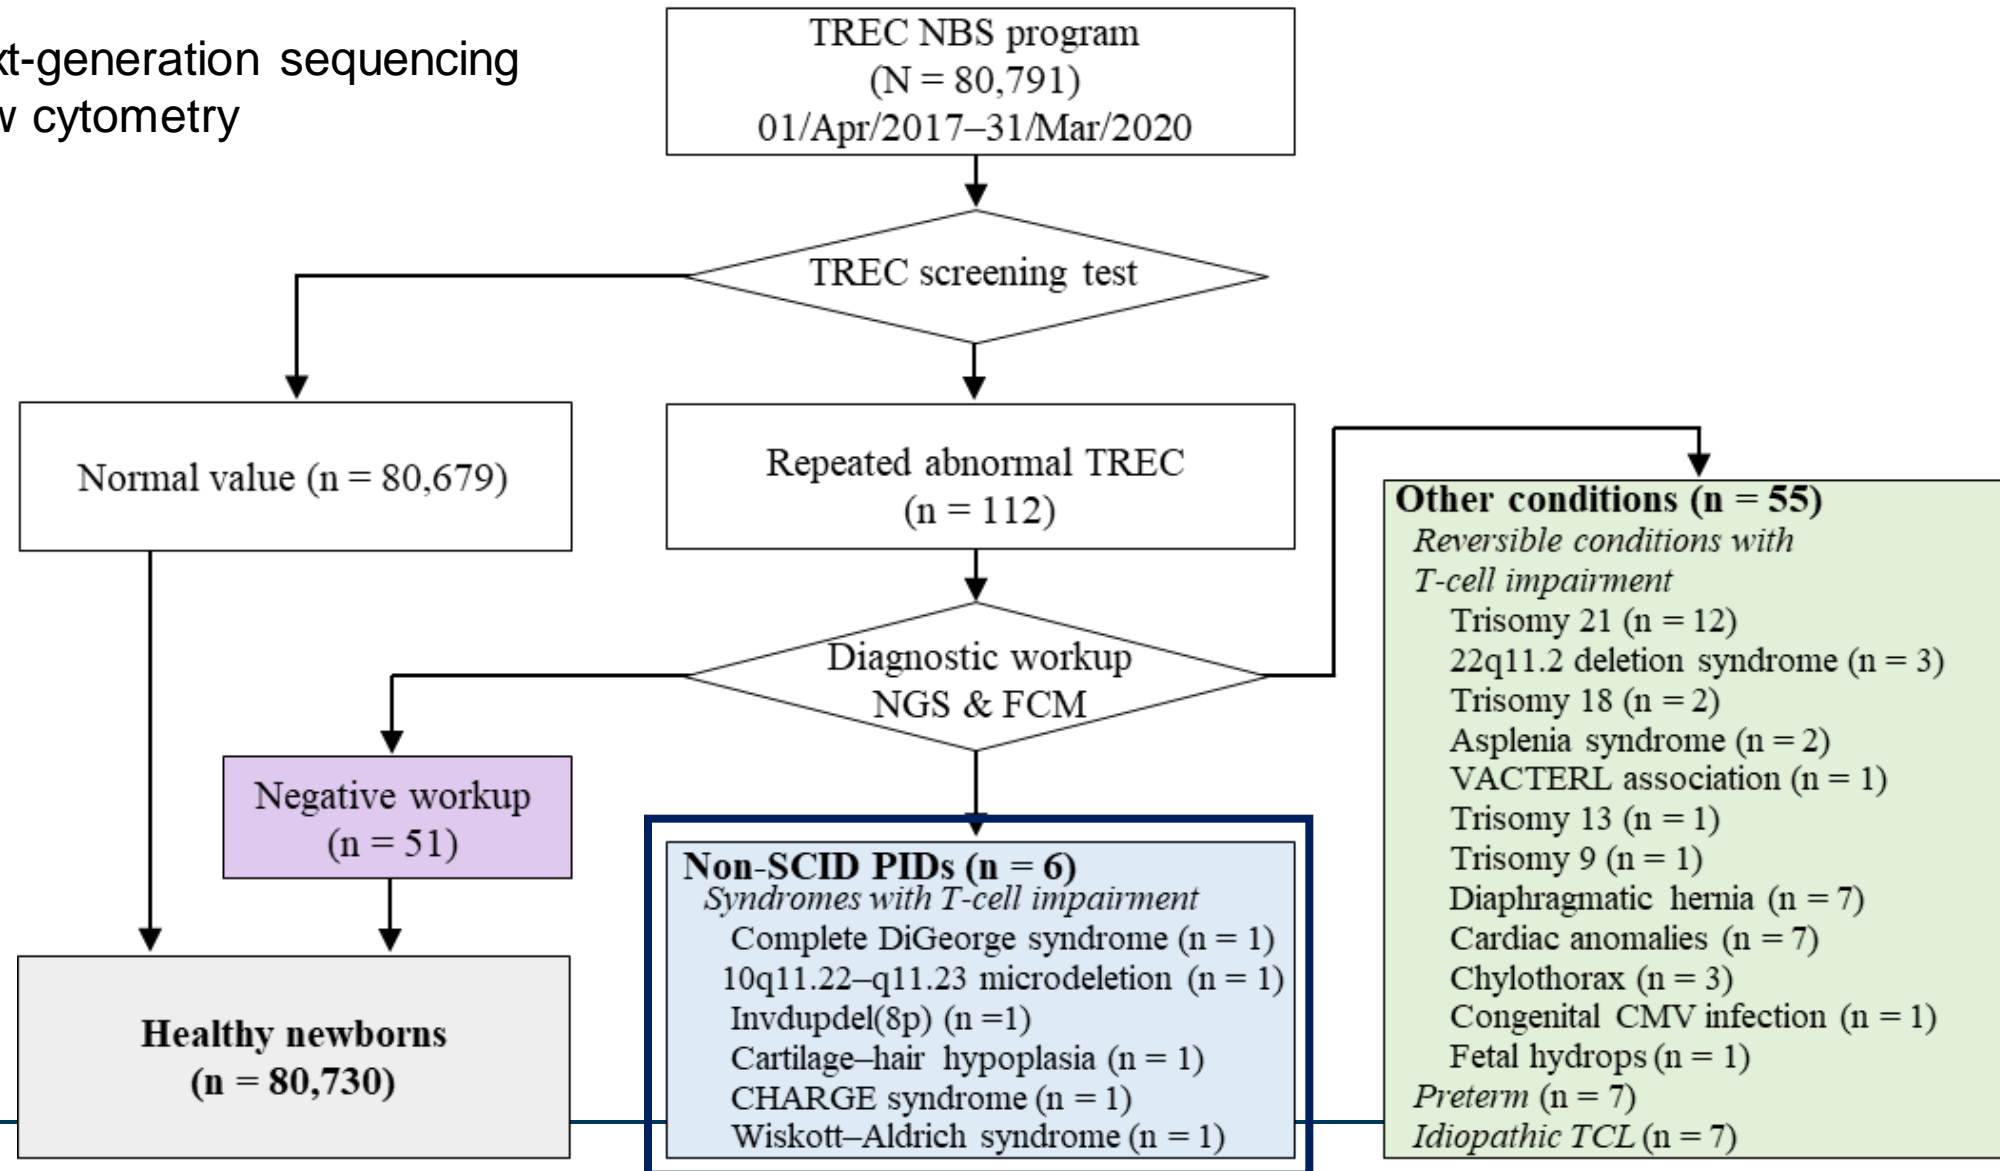 xt-generation sequencing
w cytometry
TREC NBS program
(N = 80,791)
01/Apr/2017–31/Mar/2020
TREC screening test
Normal value (n = 80,679)
Repeated abnormal TREC
(n = 112)
Diagnostic workup
NGS & FCM
Negative workup
(n = 51)
Healthy newborns
(n = 80,730)
Non-SCID PIDs (n = 6)
Syndromes with T-cell impairment
Complete DiGeorge syndrome (n = 1)
10q11.22–q11.23 microdeletion (n = 1)
Invdupdel(8p) (n =1)
Cartilage–hair hypoplasia (n = 1)
CHARGE syndrome (n = 1)
Wiskott–Aldrich syndrome (n = 1)
Other conditions (n = 55)
Reversible conditions with
T-cell impairment
Trisomy 21 (n = 12)
22q11.2 deletion syndrome (n = 3)
Trisomy 18 (n = 2)
Asplenia syndrome (n = 2)
VACTERL association (n = 1)
Trisomy 13 (n = 1)
Trisomy 9 (n = 1)
Diaphragmatic hernia (n = 7)
Cardiac anomalies (n = 7)
Chylothorax (n = 3)
Congenital CMV infection (n = 1)
Fetal hydrops (n = 1)
Preterm (n = 7)
Idiopathic TCL (n = 7)